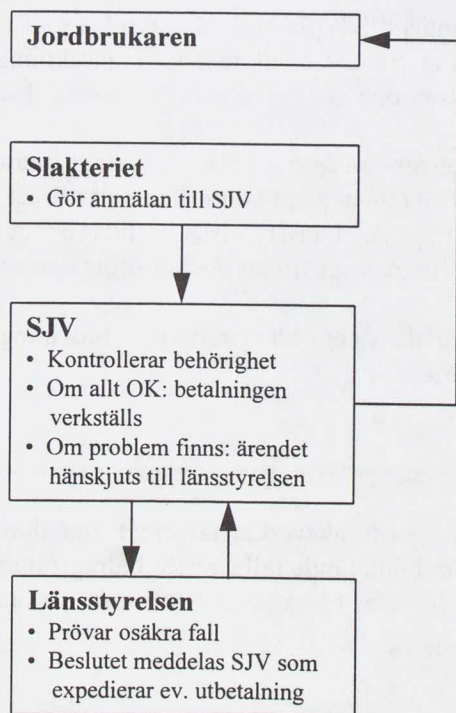 Jordbrukaren
Slakteriet
• Gör anmälan till SJV
SJV
• Kontrollerar behörighet
• Om allt OK: betalningen
verkställs
• Om problem finns: ärendet
hänskjuts till länsstyrelsen
Länsstyrelsen
• Prövar osäkra fall
• Beslutet meddelas SJV som
expedierar ev. utbetalning